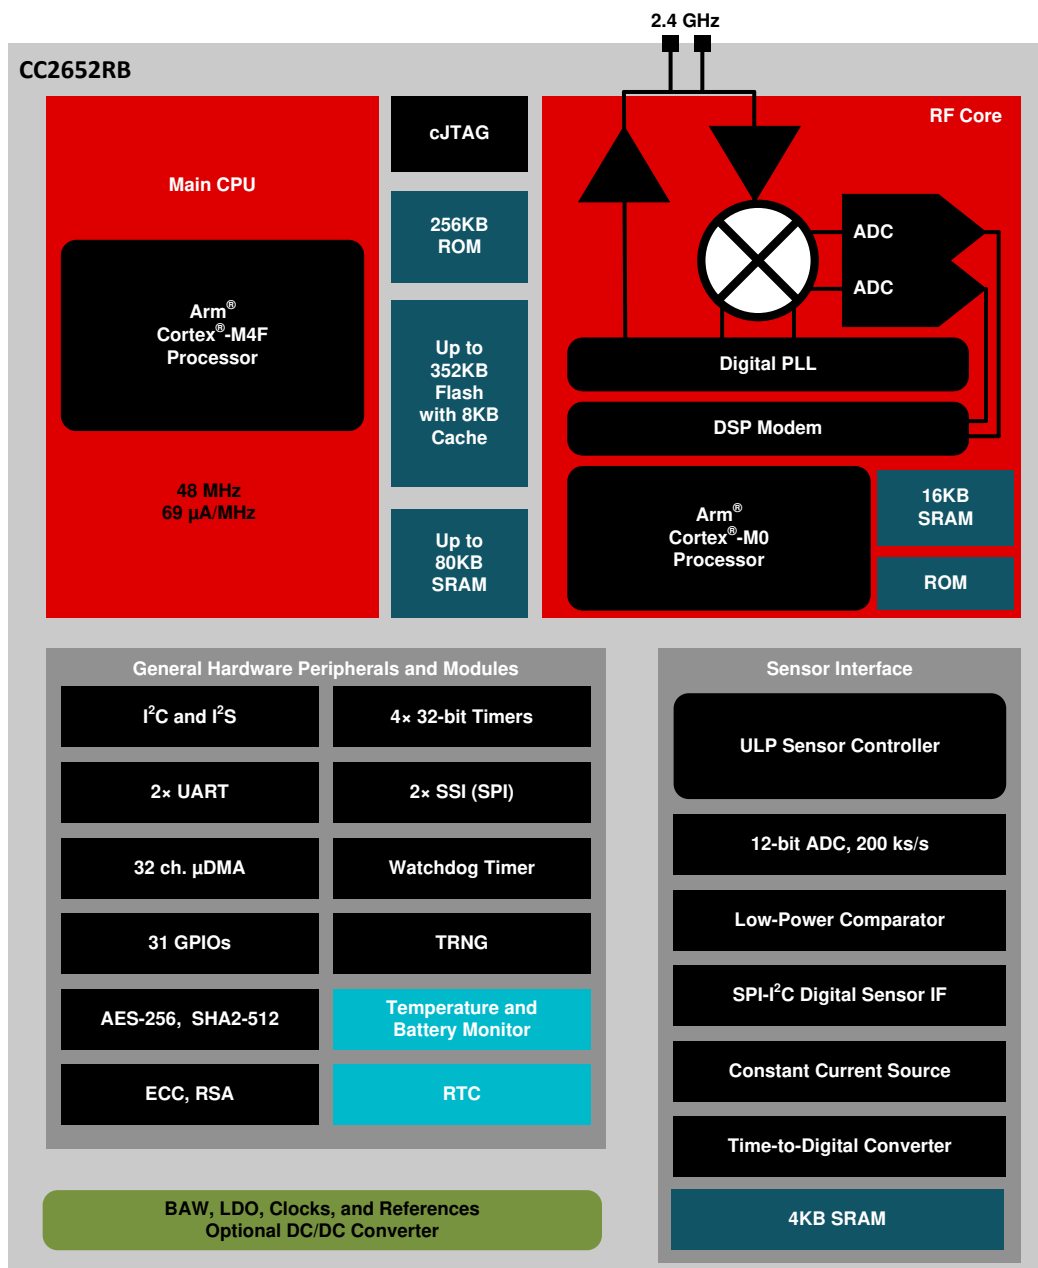 2.4 GHz
CC2652RB
Main CPU
Arm®
Cortex®-M4F
Processor
48 MHz
69 µA/MHz
cJTAG
256KB
ROM
Up to
352KB
Flash
with 8KB
Cache
Up to
80KB
SRAM
RF Core
ADC
ADC
Digital PLL
DSP Modem
Arm®
Cortex®-M0
Processor
16KB
SRAM
ROM
General Hardware Peripherals and Modules
I²C and I²S
4× 32-bit Timers
2× UART
2× SSI (SPI)
32 ch. µDMA
Watchdog Timer
31 GPIOs
TRNG
AES-256, SHA2-512
Temperature and
Battery Monitor
ECC, RSA
RTC
Sensor Interface
ULP Sensor Controller
12-bit ADC, 200 ks/s
Low-Power Comparator
SPI-I²C Digital Sensor IF
Constant Current Source
Time-to-Digital Converter
4KB SRAM
BAW, LDO, Clocks, and References
Optional DC/DC Converter